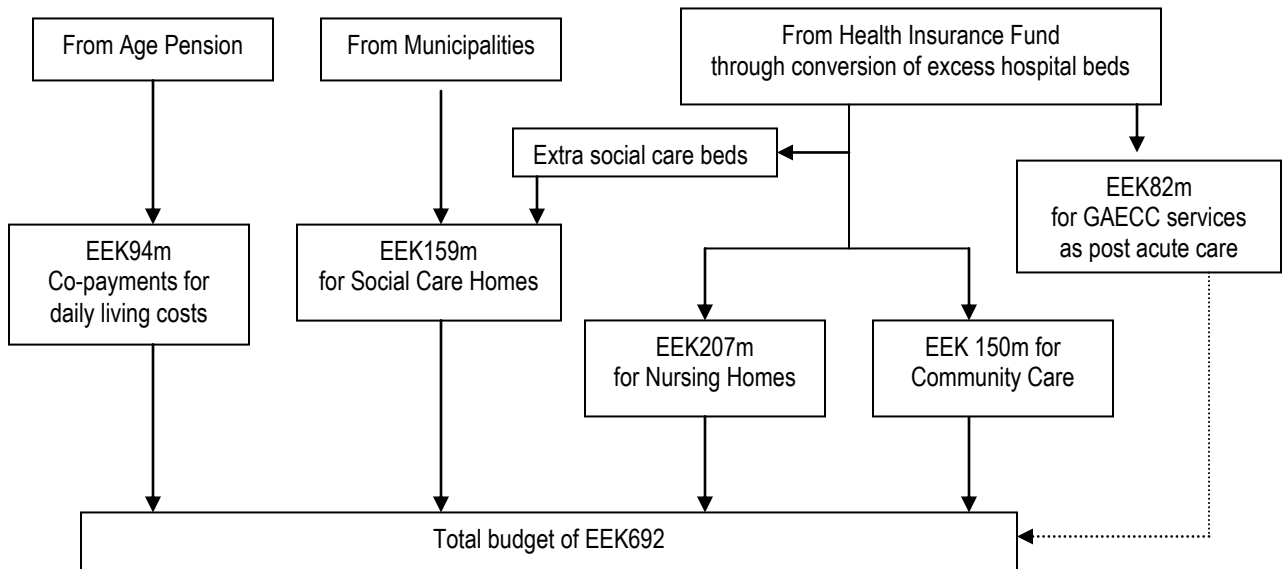 From Age Pension
From Municipalities
From Health Insurance Fund
through conversion of excess hospital beds
Extra social care beds
EEK82m
for GAECC services
as post acute care
EEK94m
Co-payments for
daily living costs
EEK159m
for Social Care Homes
EEK207m
for Nursing Homes
EEK 150m for
Community Care
Total budget of EEK692